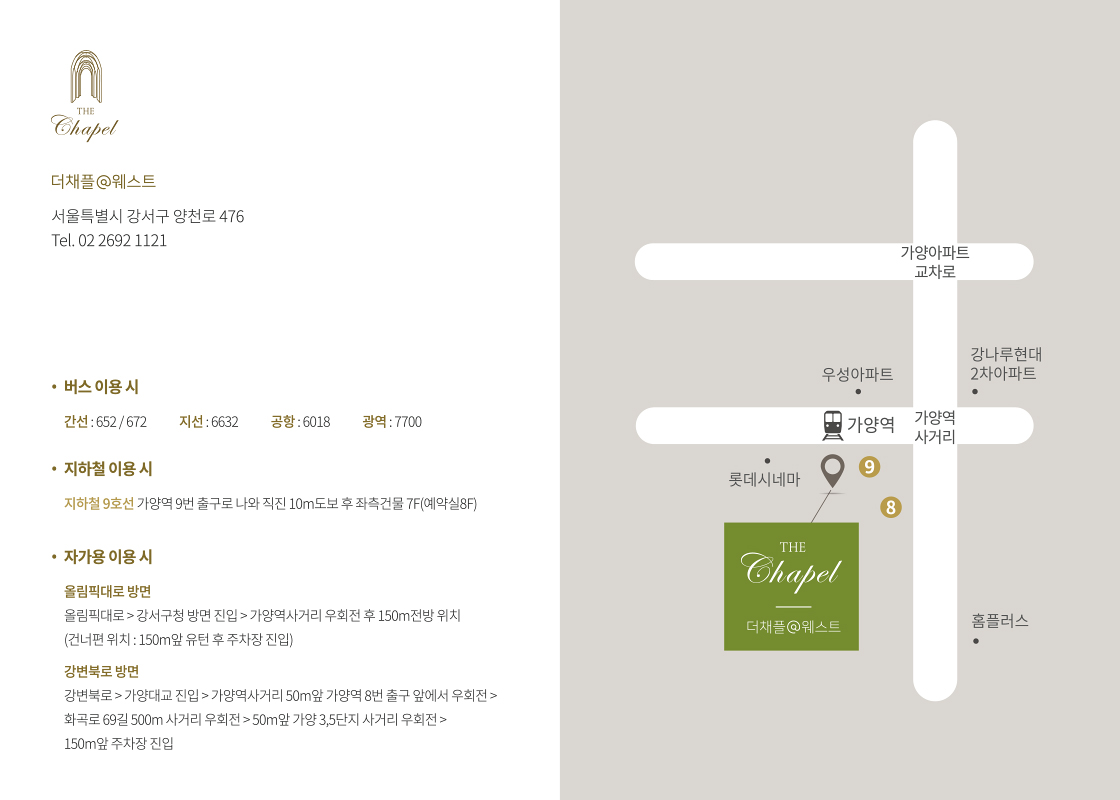 THE
Chapel
더채플@웨스트
서울특별시 강서구 양천로 476
Tel. 02 2692 1121
• 버스 이용 시
간선 : 652 / 672 지선 : 6632 공항 : 6018 광역 : 7700
• 지하철 이용 시
지하철 9호선 가양역 9번 출구로 나와 직진 10m도보 후 좌측건물 7F(예약실8F)
• 자가용 이용 시
올림픽대로 방면
올림픽대로 > 강서구청 방면 진입 > 가양역사거리 우회전 후 150m전방 위치
(건너편 위치 : 150m앞 유턴 후 주차장 진입)
강변북로 방면
강변북로 > 가양대교 진입 > 가양역사거리 50m앞 가양역 8번 출구 앞에서 우회전 >
화곡로 69길 500m 사거리 우회전 > 50m앞 가양 3,5단지 사거리 우회전 >
150m앞 주차장 진입
가양아파트
교차로
강나루현대
2차아파트
우성아파트
가양역
가양역
사거리
롯데시네마
9
8
THE
Chapel
더채플@웨스트
홈플러스